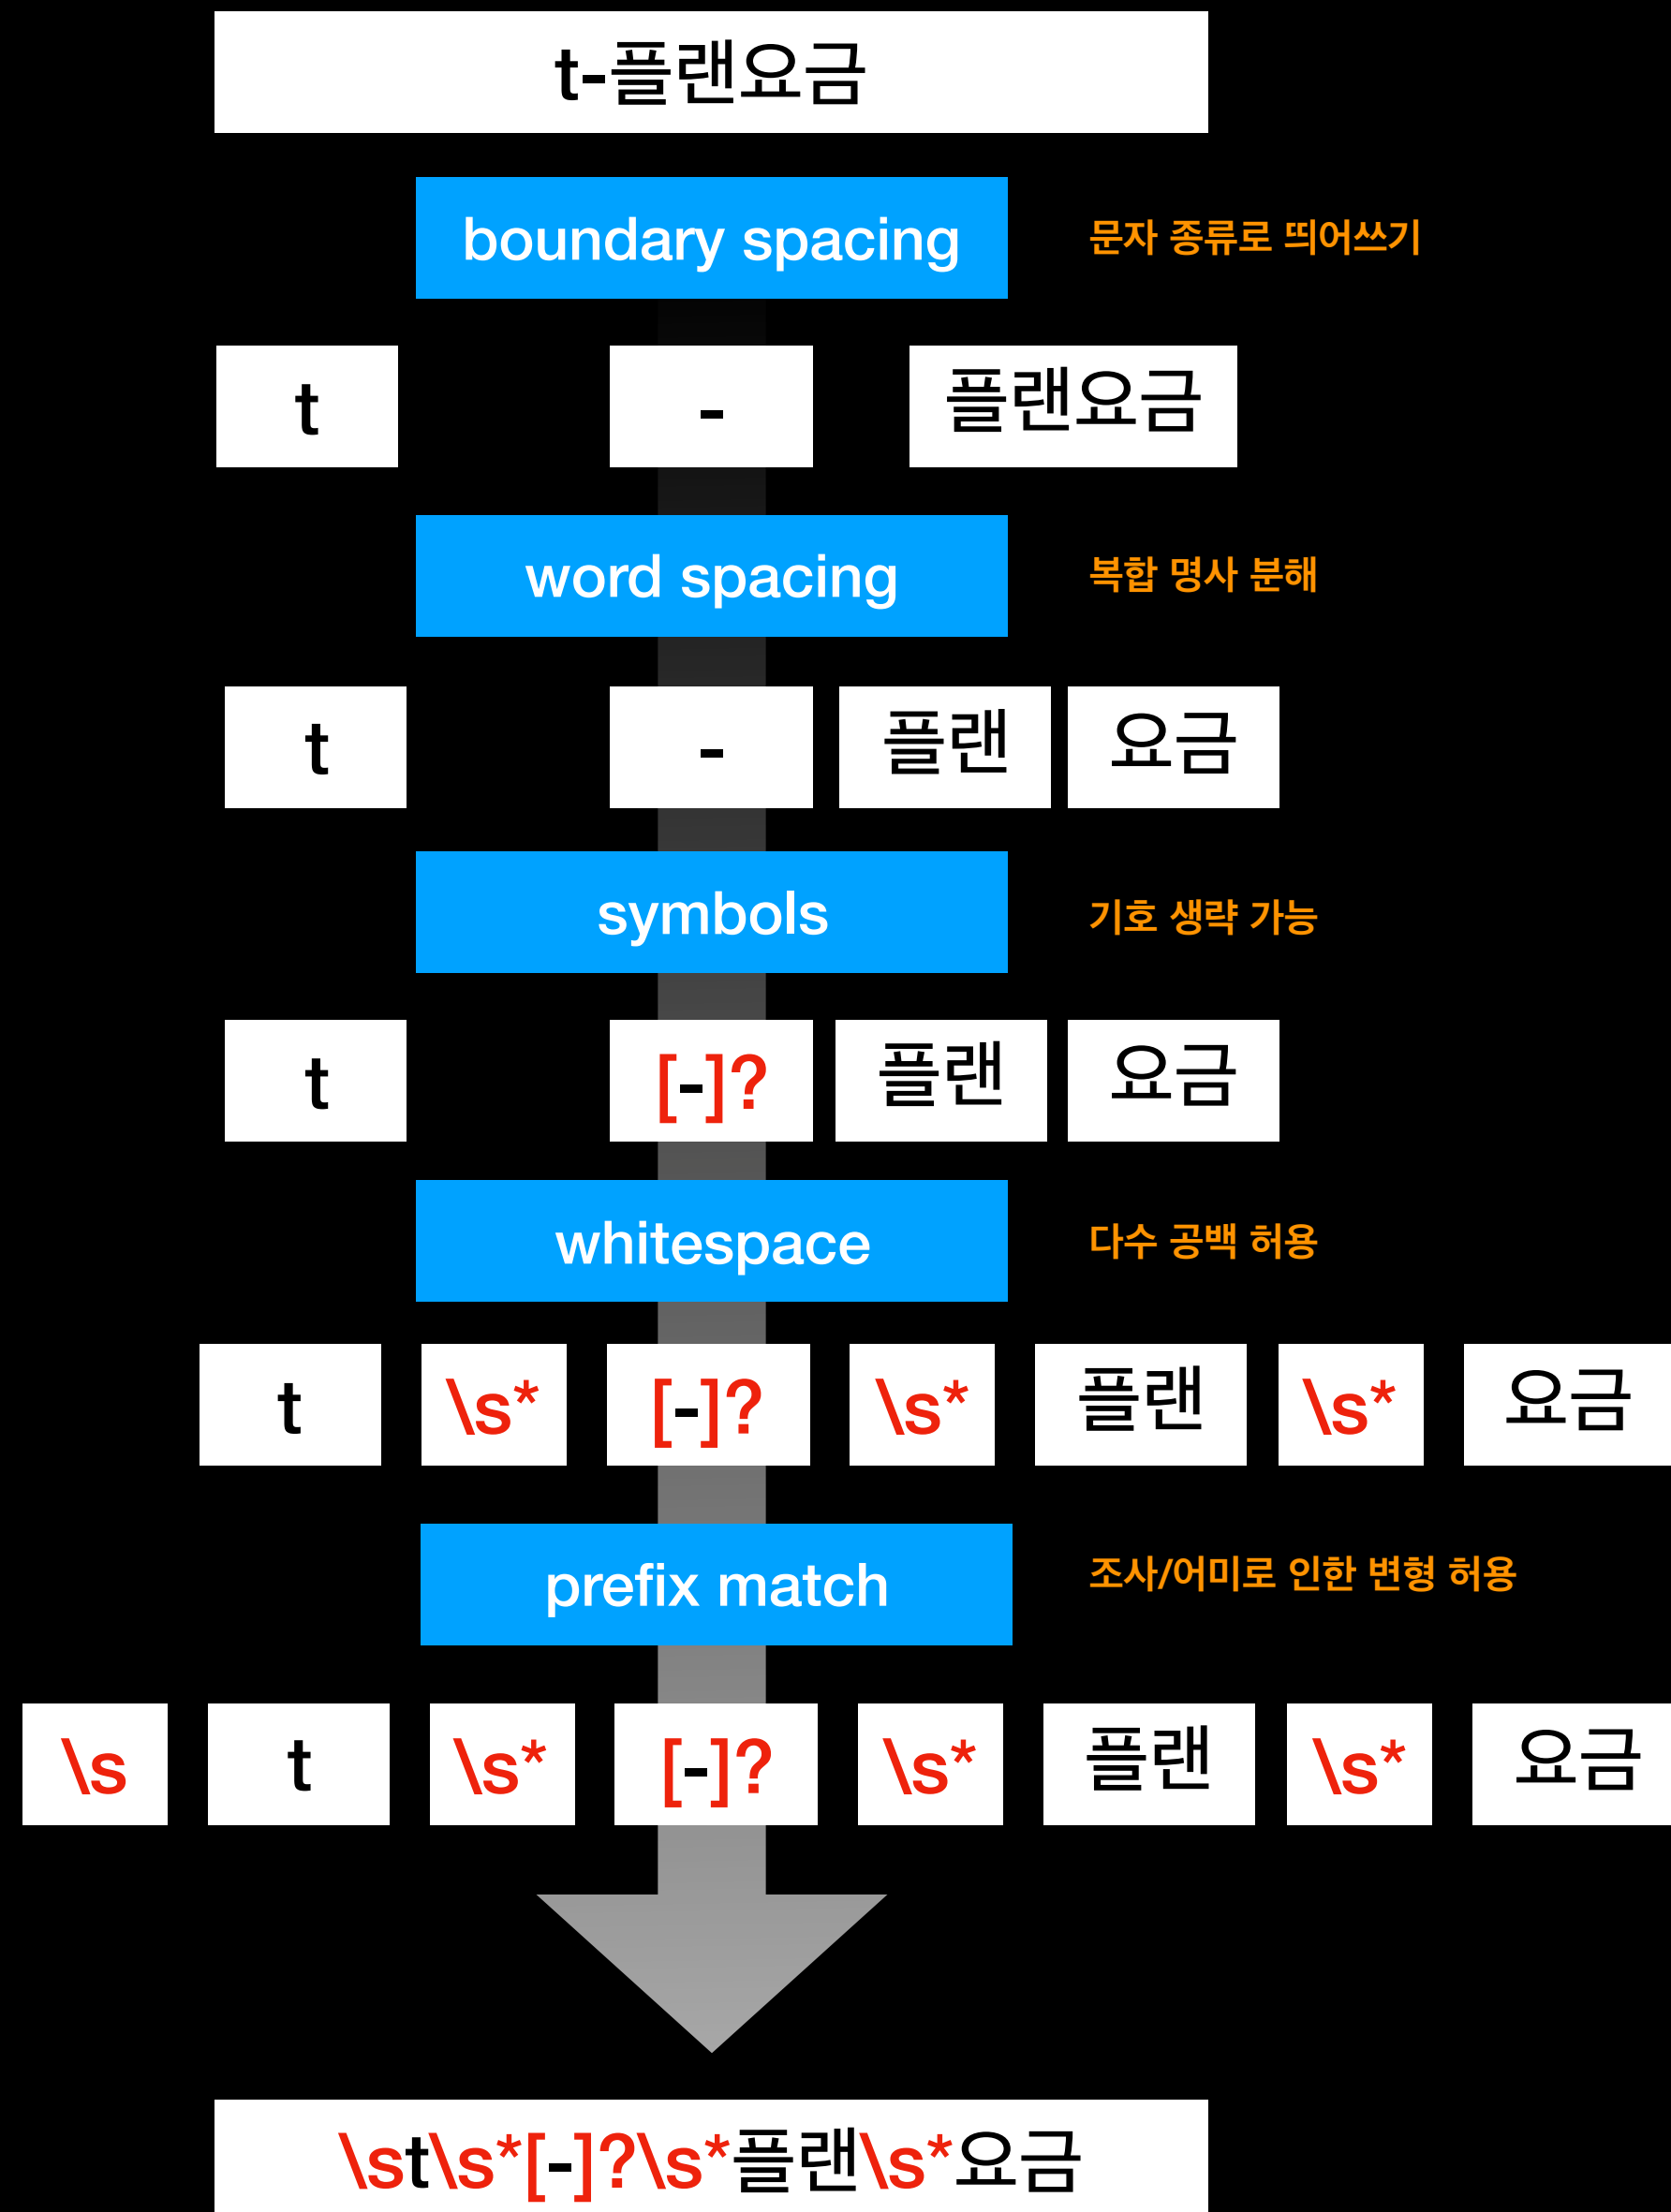 t-플랜요금
boundary spacing 문자 종류로 띄어쓰기
t - 플랜요금
word spacing 복합 명사 분해
t - 플랜 요금
symbols 기호 생략 가능
t [-]? 플랜 요금
whitespace 다수 공백 허용
t \s* [-]? \s* 플랜 \s* 요금
prefix match 조사/어미로 인한 변형 허용
\s t \s* [-]? \s* 플랜 \s* 요금
\st\s*[-]?\s*플랜\s*요금